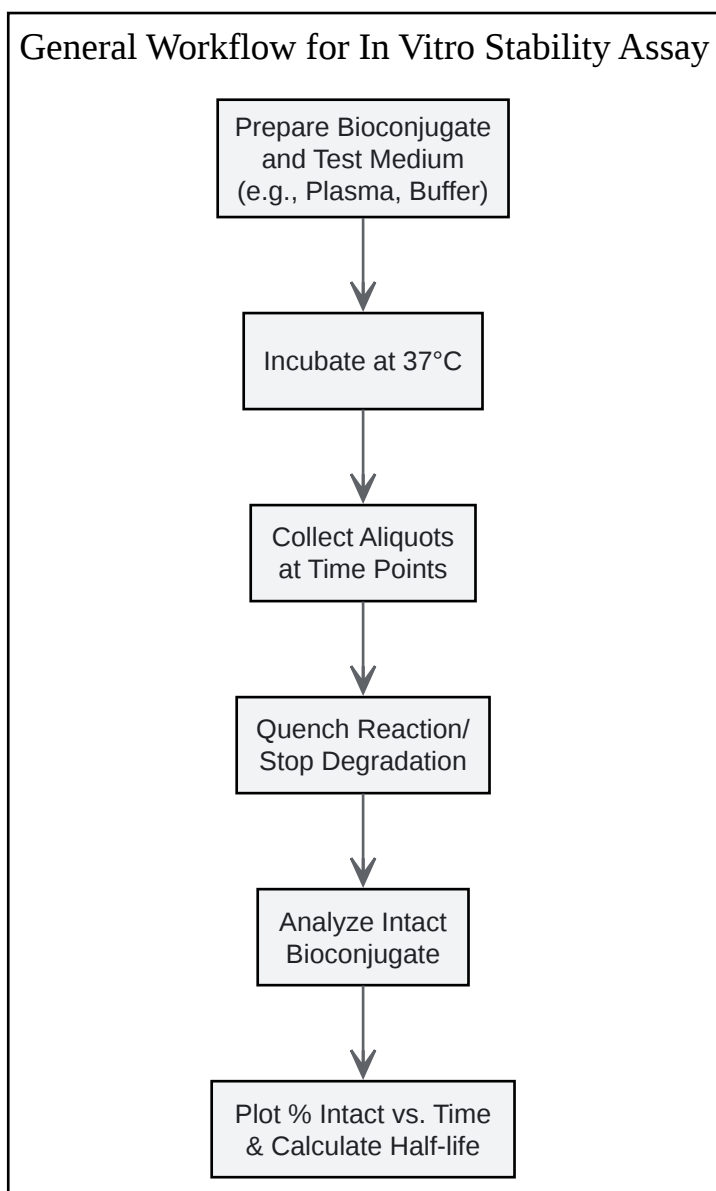 General Workflow for In Vitro Stability Assay
Prepare Bioconjugate
and Test Medium
(e.g., Plasma, Buffer)
Incubate at 37°C
Collect Aliquots
at Time Points
Quench Reaction/
Stop Degradation
Analyze Intact
Bioconjugate
Plot % Intact vs. Time
& Calculate Half-life